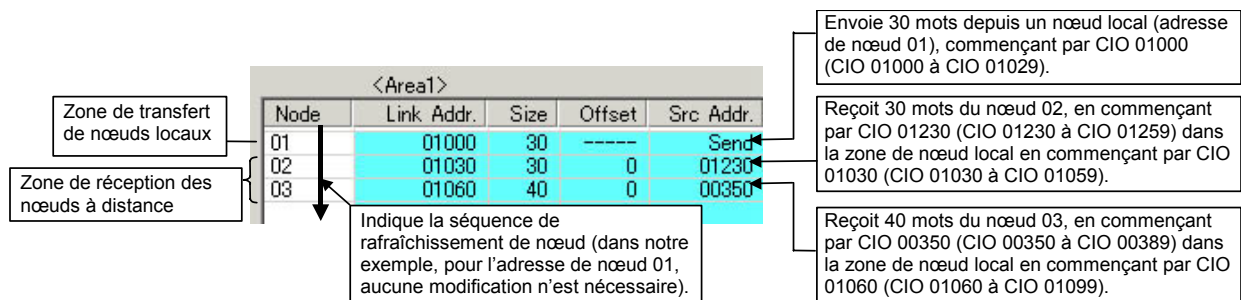 Envoie 30 mots depuis un nœud local (adresse
de nœud 01), commençant par CIO 01000
(CIO 01000 à CIO 01029).
<Area1>
Node Link Addr. Size Offset Src Addr.
01 01000 30 ----- Send
02 01030 30 0 01230
03 01060 40 0 00350
Zone de transfert
de nœuds locaux
Zone de réception des
nœuds à distance
Indique la séquence de
rafraîchissement de nœud (dans notre
exemple, pour l’adresse de nœud 01,
aucune modification n’est nécessaire).
Reçoit 30 mots du nœud 02, en commençant
par CIO 01230 (CIO 01230 à CIO 01259) dans
la zone de nœud local en commençant par CIO
01030 (CIO 01030 à CIO 01059).
Reçoit 40 mots du nœud 03, en commençant
par CIO 00350 (CIO 00350 à CIO 00389) dans
la zone de nœud local en commençant par CIO
01060 (CIO 01060 à CIO 01099).